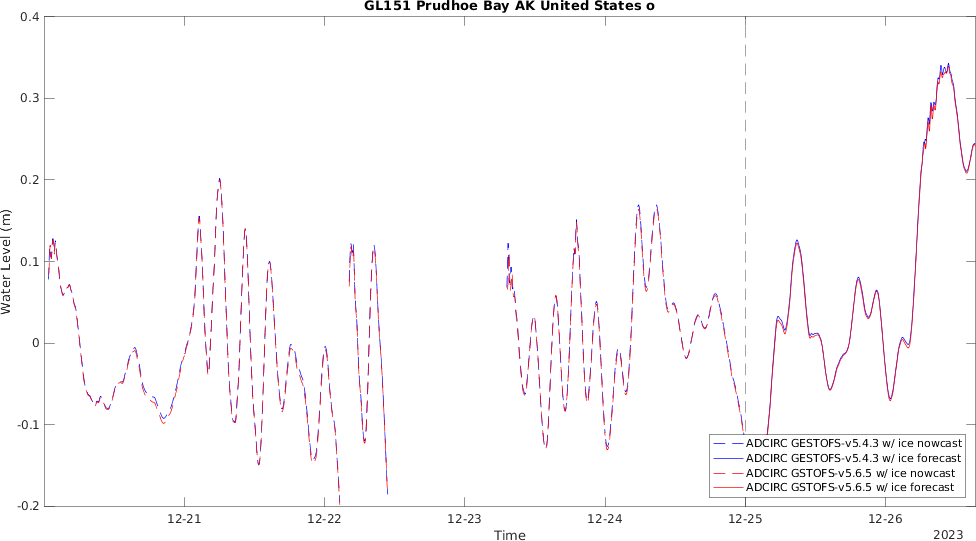 GL151 Prudhoe Bay AK United States o
0.4
0.3
0.2
0.1
0
-0.1
-0.2
Water Level (m)
12-21
12-22
12-23
12-24
12-25
12-26
Time
2023
ADCIRC GESTOFS-v5.4.3 w/ ice nowcast
ADCIRC GESTOFS-v5.4.3 w/ ice forecast
ADCIRC GSTOFS-v5.6.5 w/ ice nowcast
ADCIRC GSTOFS-v5.6.5 w/ ice forecast